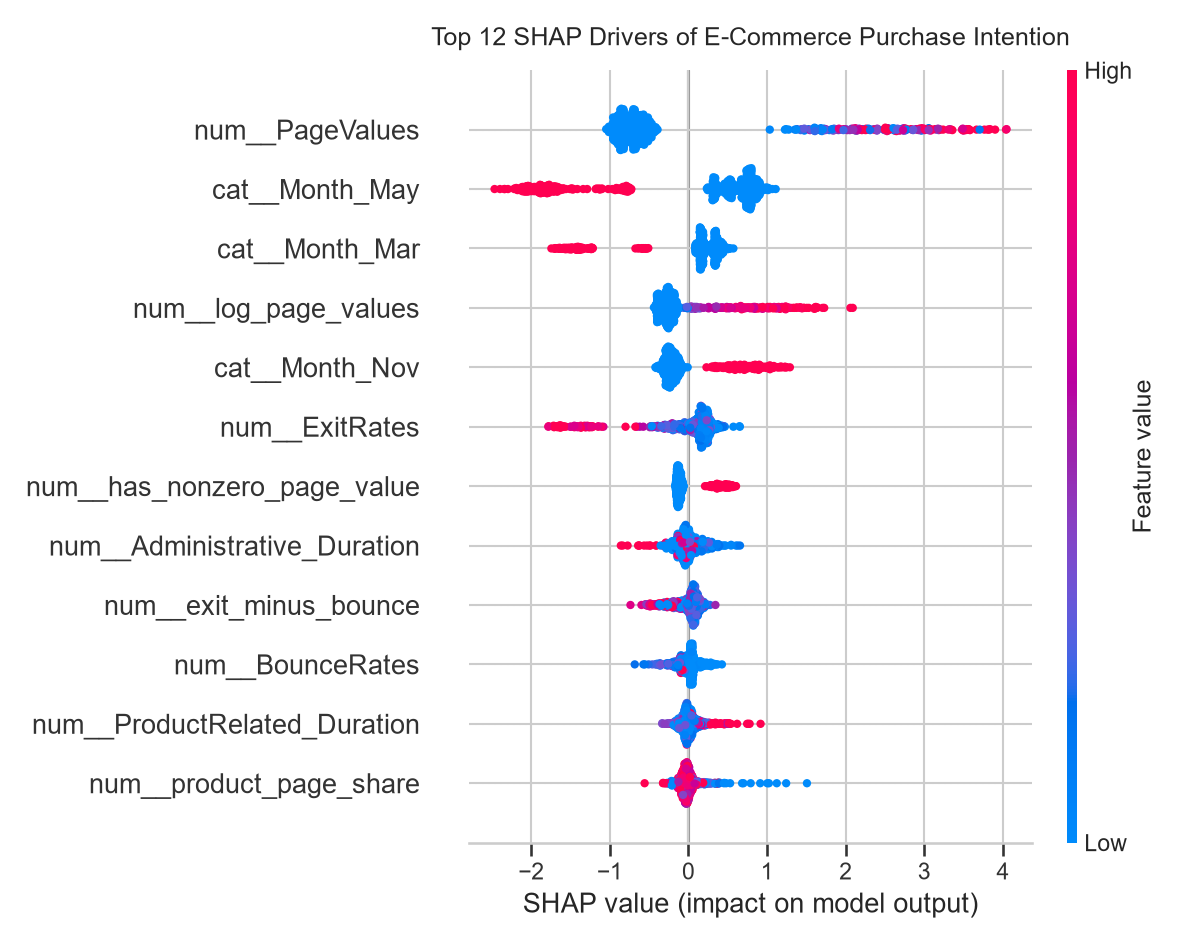 Top 12 SHAP Drivers of E-Commerce Purchase Intention
High
num__PageValues
cat__Month_May
cat__Month_Mar
num__log_page_values
cat__Month_Nov
num__ExitRates
num__has_nonzero_page_value
num__Administrative_Duration
num__exit_minus_bounce
num__BounceRates
num__ProductRelated_Duration
num__product_page_share
Feature value
Low
−2 −1 0 1 2 3 4
SHAP value (impact on model output)